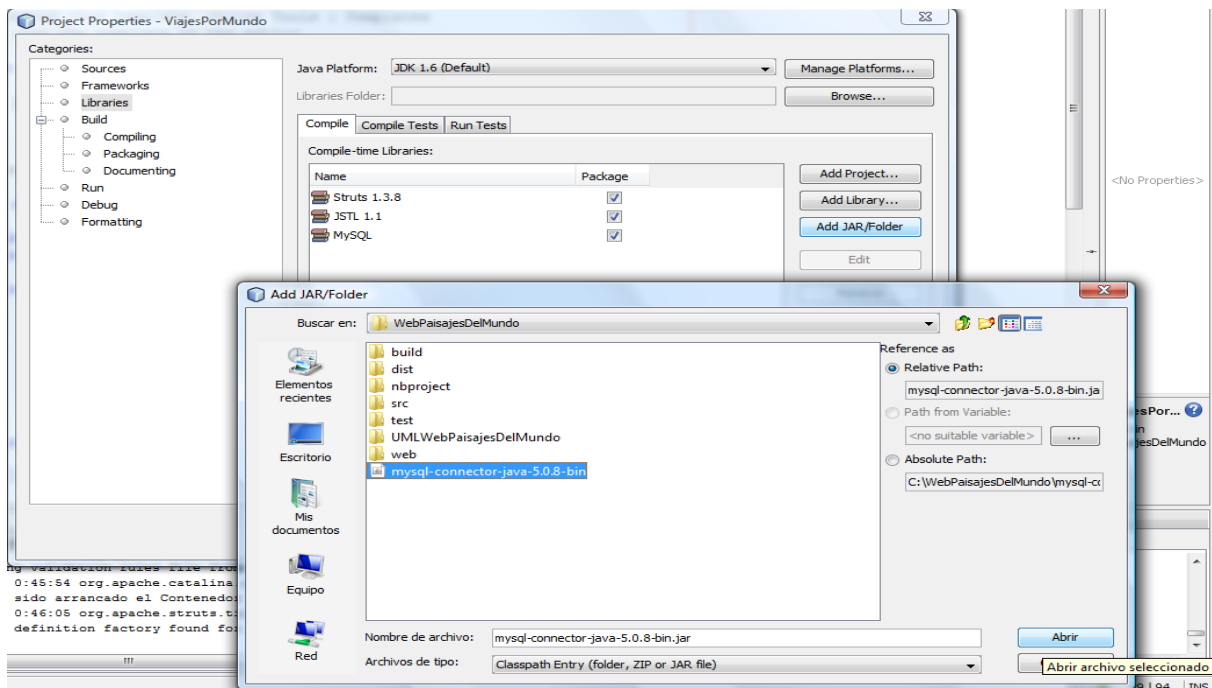 Project Properties - ViajesPorMundo
Categories:
Sources
Frameworks
Libraries
Build
Compiling
Packaging
Documenting
Run
Debug
Formatting
Java Platform: JDK 1.6 (Default) Manage Platforms...
Libraries Folder: Browse...
Compile Compile Tests Run Tests
Compile-time Libraries:
Name Package
Struts 1.3.8
JSTL 1.1
MySQL
Add Project...
Add Library...
Add JAR/Folder
Edit
<No Properties>
Add JAR/Folder
Buscar en: WebPaisajesDelMundo
Elementos
recientes
Escritorio
Mis
documentos
Equipo
Red
build
dist
nbproject
src
test
UMLWebPaisajesDelMundo
web
mysql-connector-java-5.0.8-bin
Reference as
Relative Path:
mysql-connector-java-5.0.8-bin.ja
Path from Variable:
<no suitable variable> ...
Absolute Path:
C:\WebPaisajesDelMundo\mysql-cc
Nombre de archivo: mysql-connector-java-5.0.8-bin.jar Abrir
Archivos de tipo: Classpath Entry (folder, ZIP or JAR file)
Abrir archivo seleccionado
esPor...
in
jesDelMundo
0:45:54 org.apache.catalina
sido arrancado el Contenedo
0:46:05 org.apache.struts.t
definition factory found fo
INS